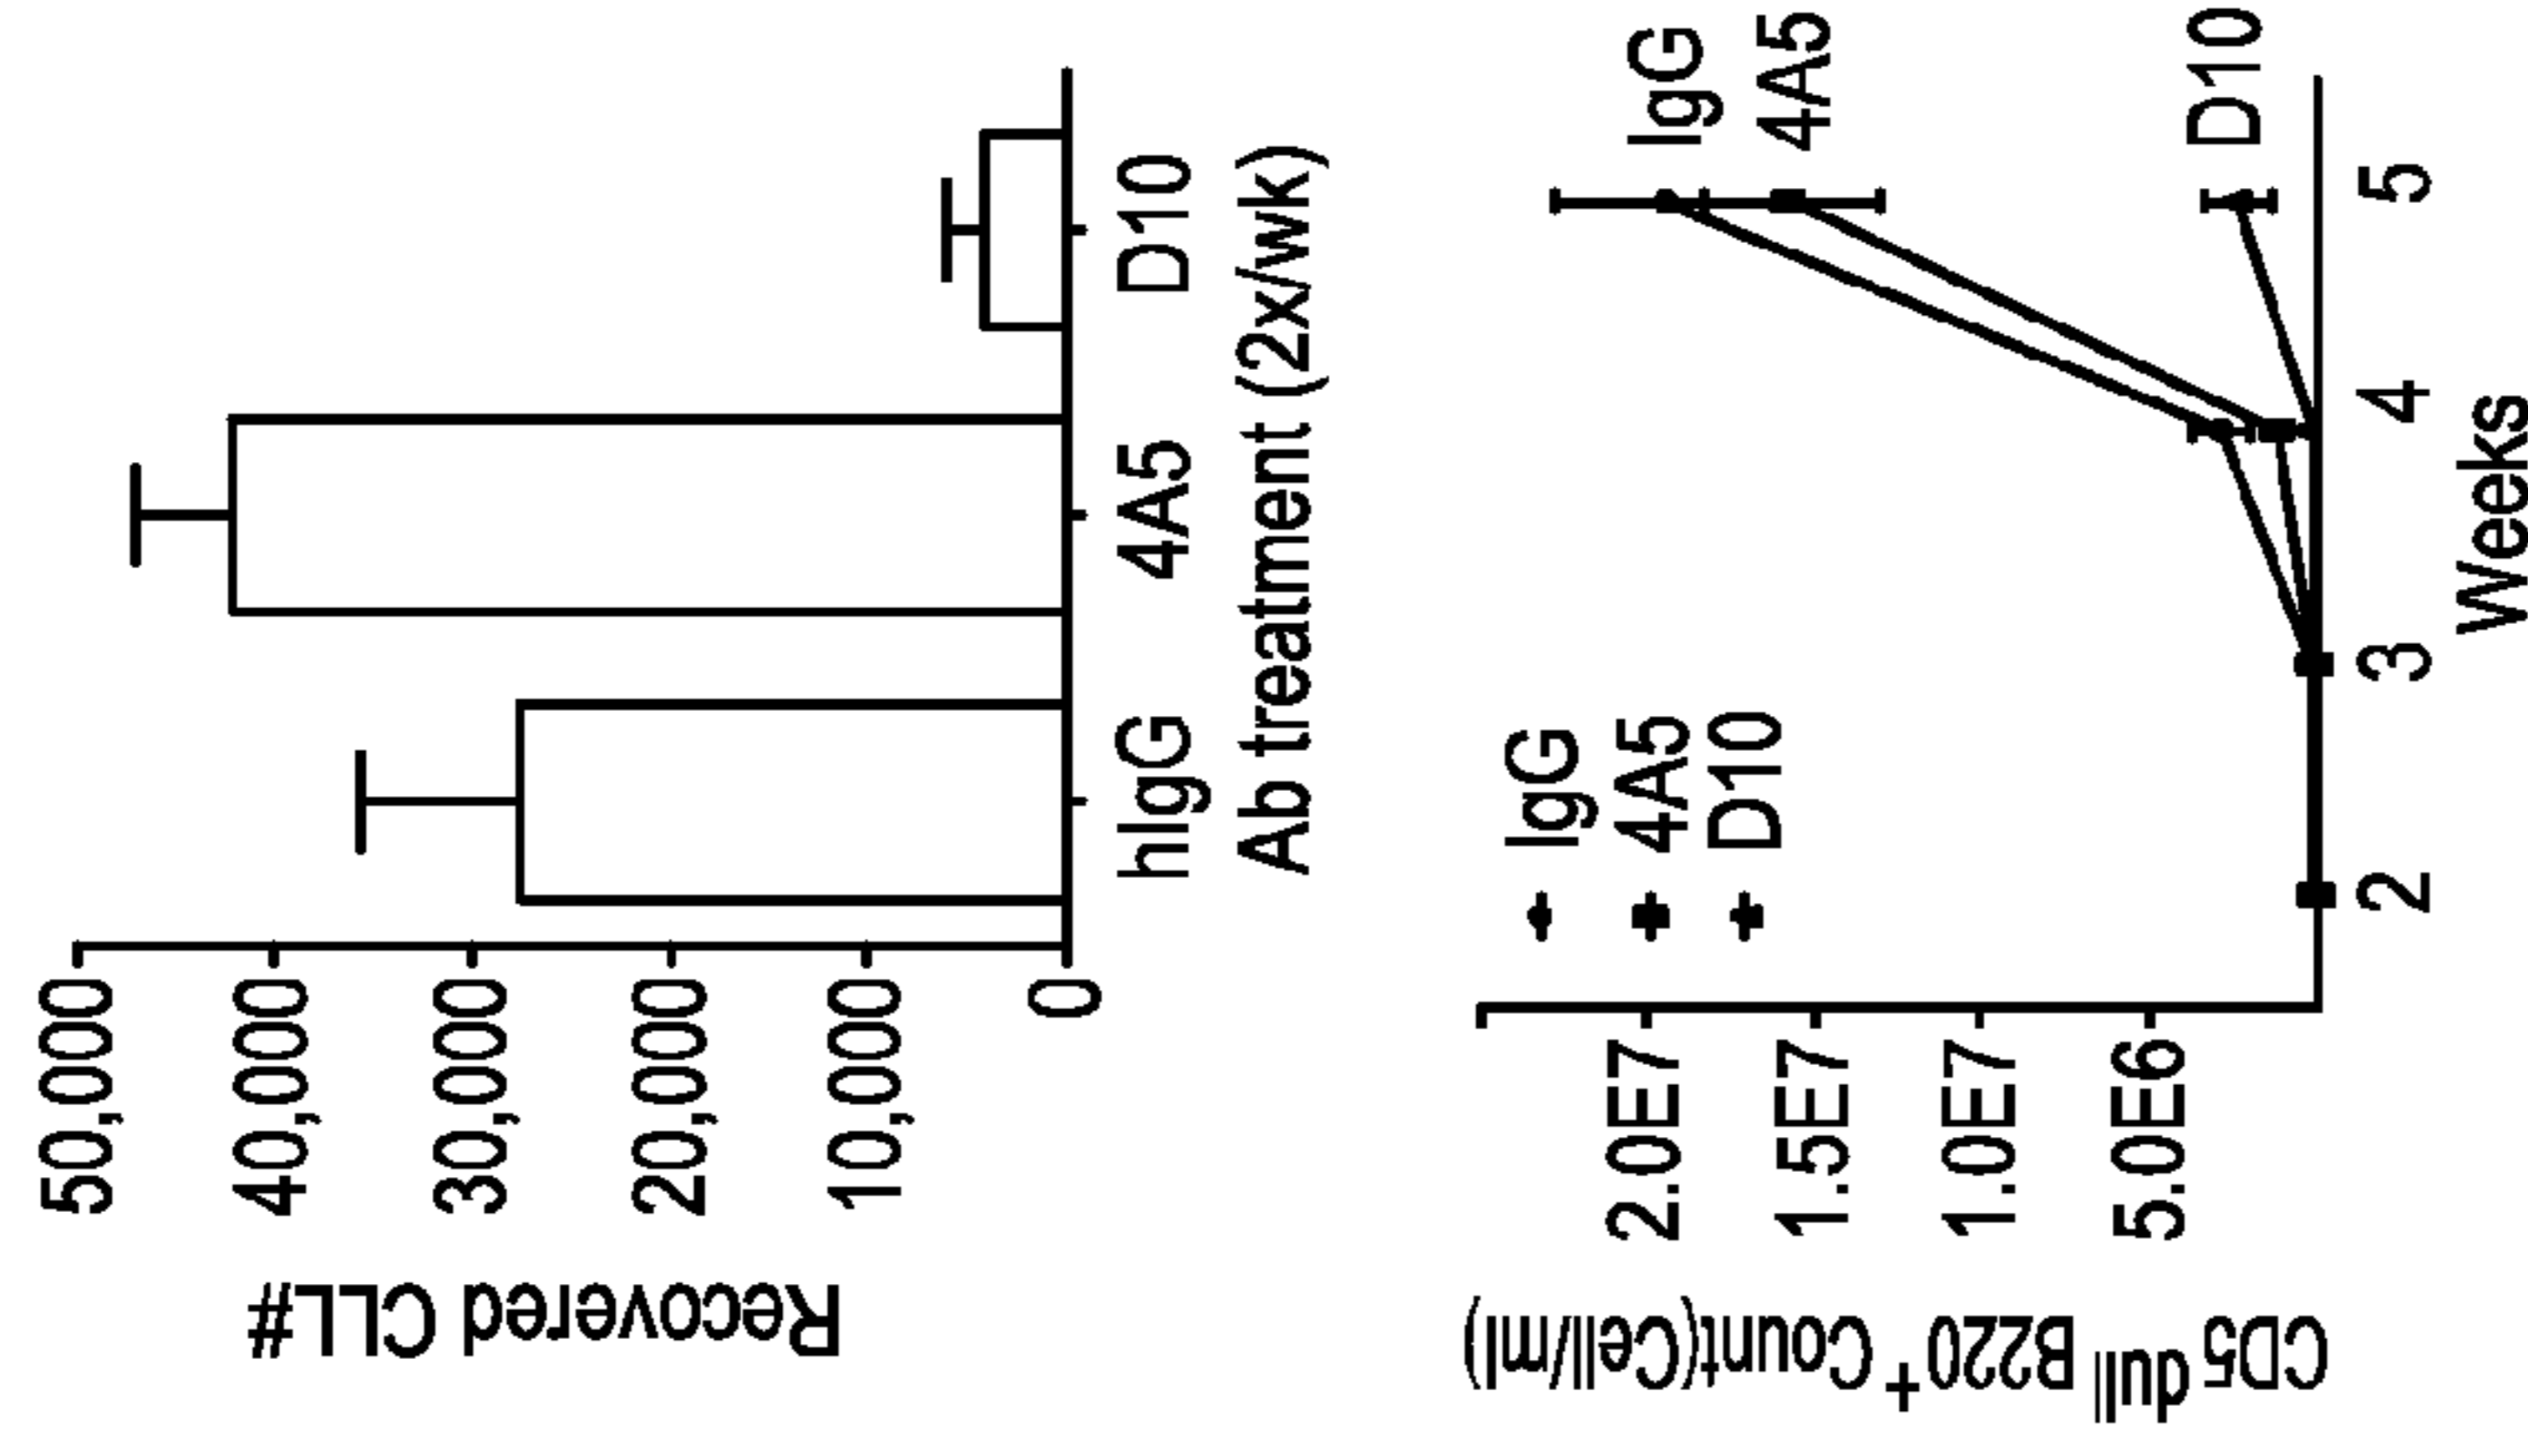 Recovered CLL#
50,000
40,000
30,000
20,000
10,000
0
hIgG 4A5 D10
Ab treatment (2x/wk)
CD5dull B220+ Count(Cell/ml)
2.0E7
1.5E7
1.0E7
5.0E6
IgG
4A5
D10
IgG
4A5
D10
2 3 4 5
Weeks